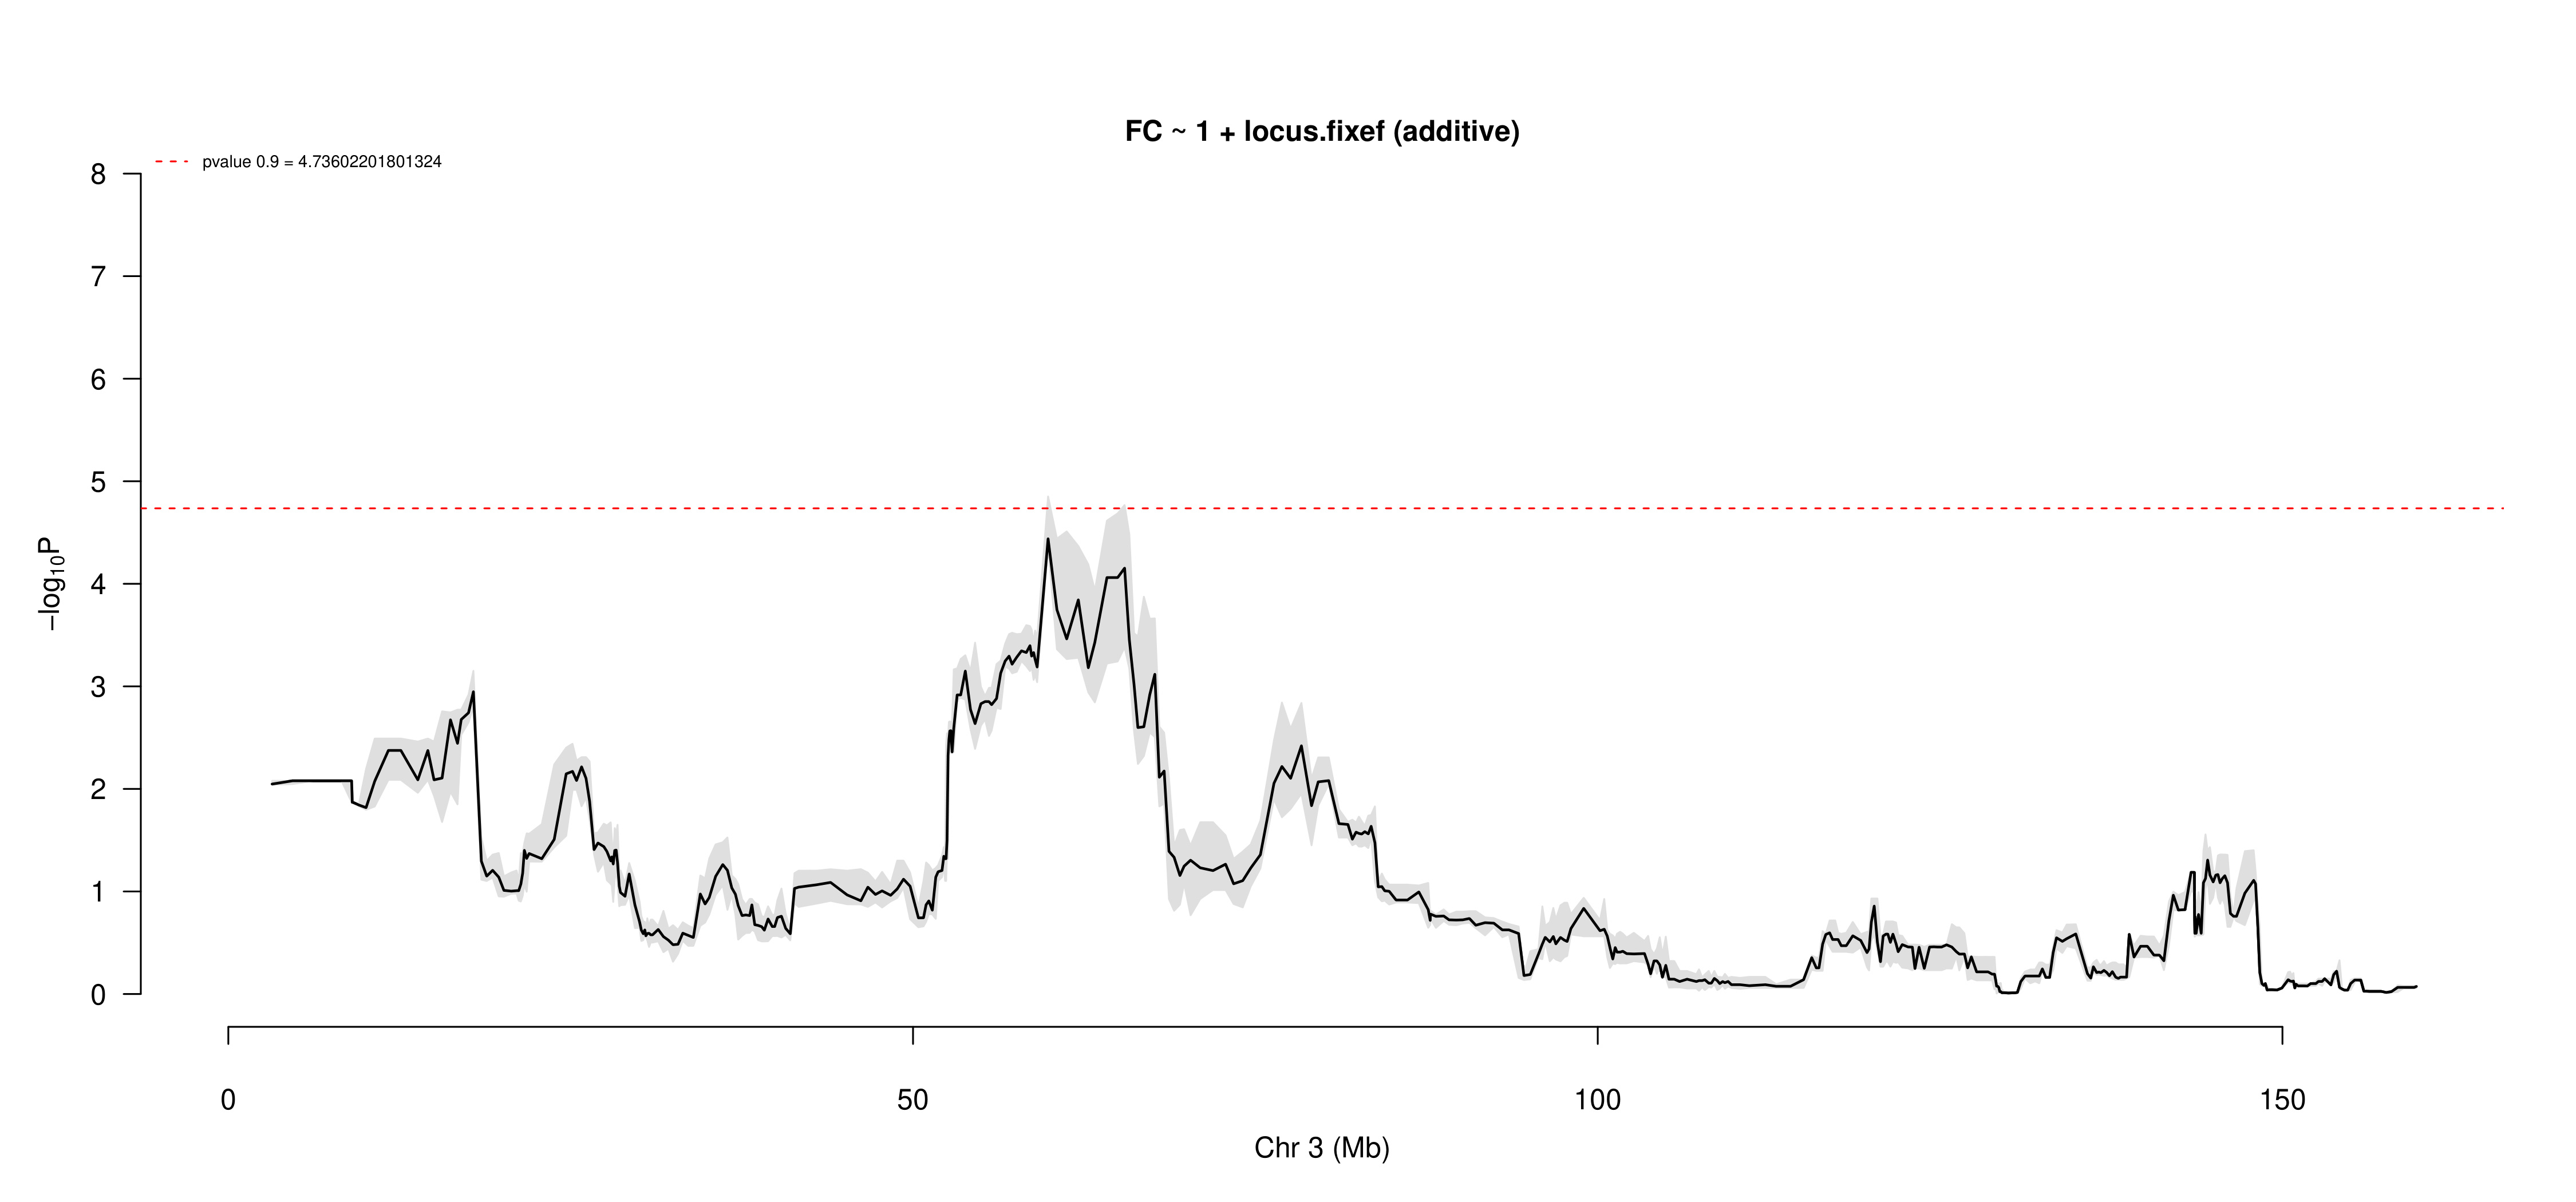 FC ~ 1 + locus.fixef (additive)
pvalue 0.9 = 4.73602201801324
8
7
6
5
4
3
2
1
0
−log10P
0 50 100 150
Chr 3 (Mb)